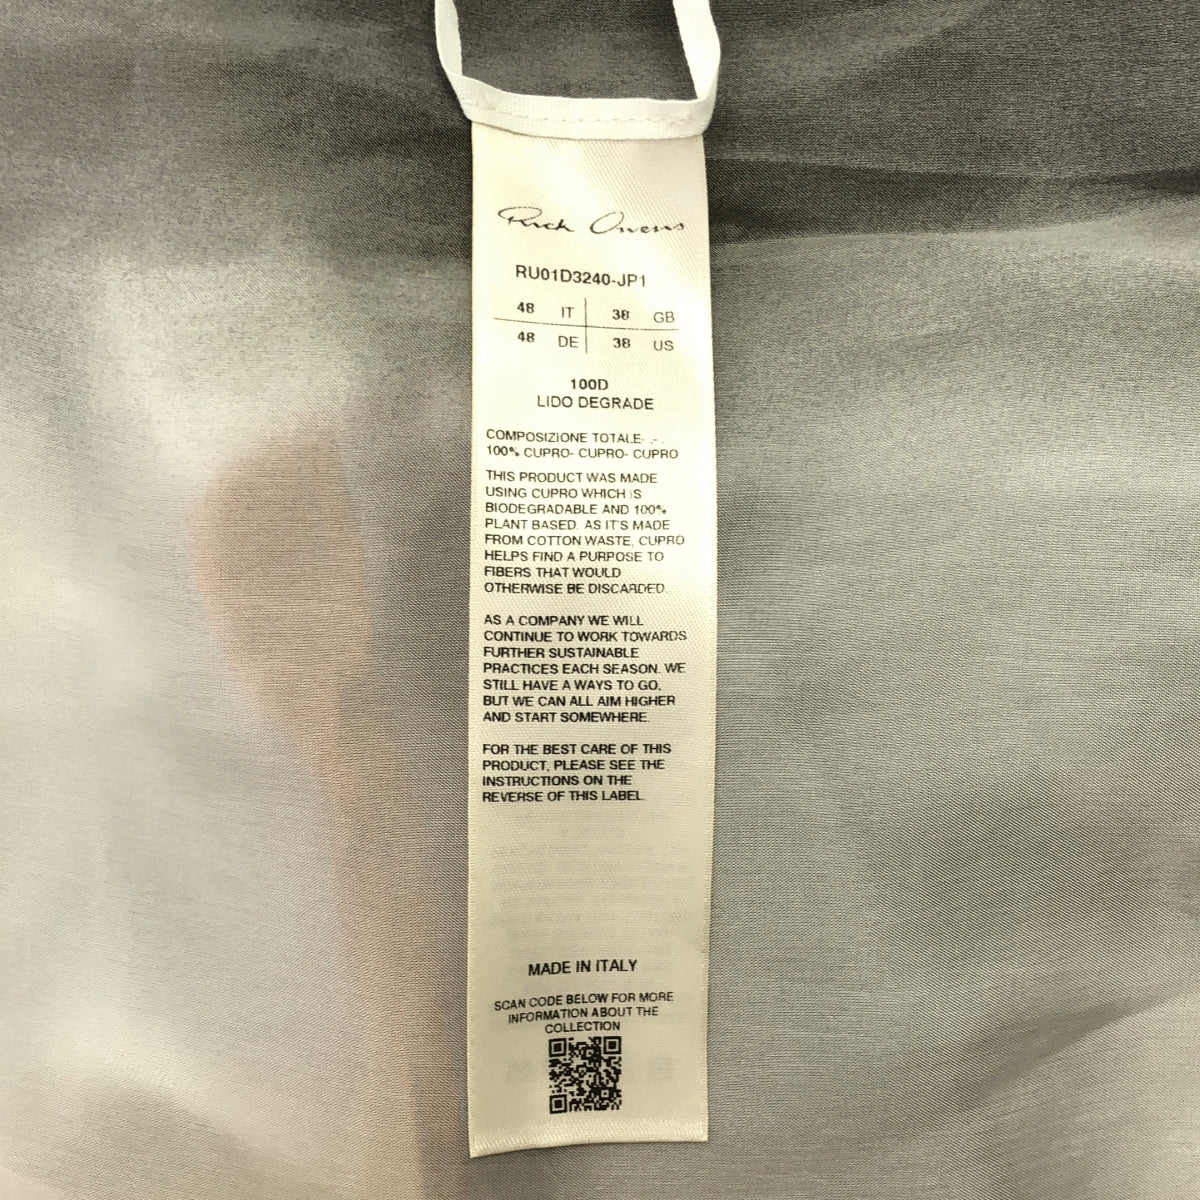 Rick Owens
RU01D3240-JP1
48 IT 38 GB
48 DE 38 US
100D
LIDO DEGRADE
COMPOSIZIONE TOTALE- .- .
100% CUPRO- CUPRO- CUPRO
THIS PRODUCT WAS MADE
USING CUPRO WHICH IS
BIODEGRADABLE AND 100%
PLANT BASED. AS IT'S MADE
FROM COTTON WASTE, CUPRO
HELPS FIND A PURPOSE TO
FIBERS THAT WOULD
OTHERWISE BE DISCARDED.
AS A COMPANY WE WILL
CONTINUE TO WORK TOWARDS
FURTHER SUSTAINABLE
PRACTICES EACH SEASON. WE
STILL HAVE A WAYS TO GO,
BUT WE CAN ALL AIM HIGHER
AND START SOMEWHERE.
FOR THE BEST CARE OF THIS
PRODUCT, PLEASE SEE THE
INSTRUCTIONS ON THE
REVERSE OF THIS LABEL.
MADE IN ITALY
SCAN CODE BELOW FOR MORE
INFORMATION ABOUT THE
COLLECTION